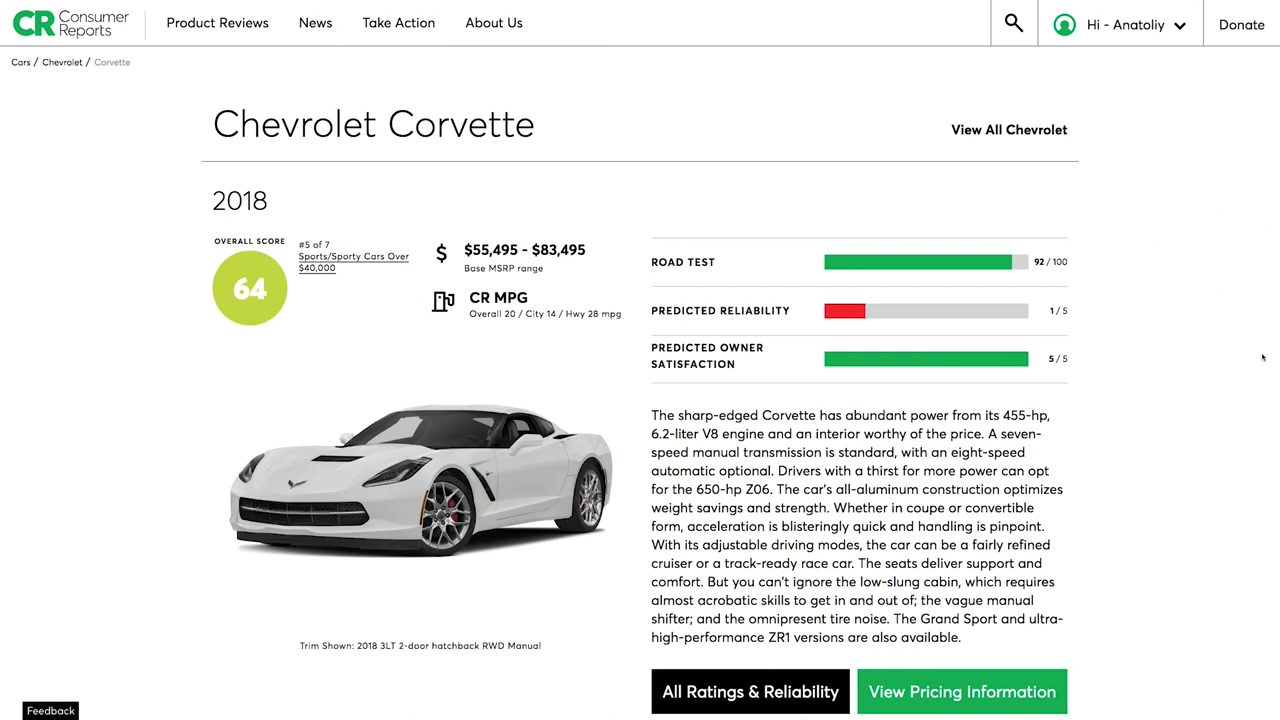 CR Consumer Reports
Product Reviews
News
Take Action
About Us
Hi - Anatoliy
Donate
Cars / Chevrolet / Corvette
Chevrolet Corvette
View All Chevrolet
2018
OVERALL SCORE
64
#5 of 7
Sports/Sporty Cars Over
$40,000
$
$55,495 - $83,495
Base MSRP range
CR MPG
Overall 20 / City 14 / Hwy 28 mpg
ROAD TEST
92 / 100
PREDICTED RELIABILITY
1 / 5
PREDICTED OWNER
SATISFACTION
5 / 5
The sharp-edged Corvette has abundant power from its 455-hp,
6.2-liter V8 engine and an interior worthy of the price. A seven-
speed manual transmission is standard, with an eight-speed
automatic optional. Drivers with a thirst for more power can opt
for the 650-hp Z06. The car's all-aluminum construction optimizes
weight savings and strength. Whether in coupe or convertible
form, acceleration is blisteringly quick and handling is pinpoint.
With its adjustable driving modes, the car can be a fairly refined
cruiser or a track-ready race car. The seats deliver support and
comfort. But you can't ignore the low-slung cabin, which requires
almost acrobatic skills to get in and out of; the vague manual
shifter; and the omnipresent tire noise. The Grand Sport and ultra-
high-performance ZR1 versions are also available.
Trim Shown: 2018 3LT 2-door hatchback RWD Manual
All Ratings & Reliability
View Pricing Information
Feedback